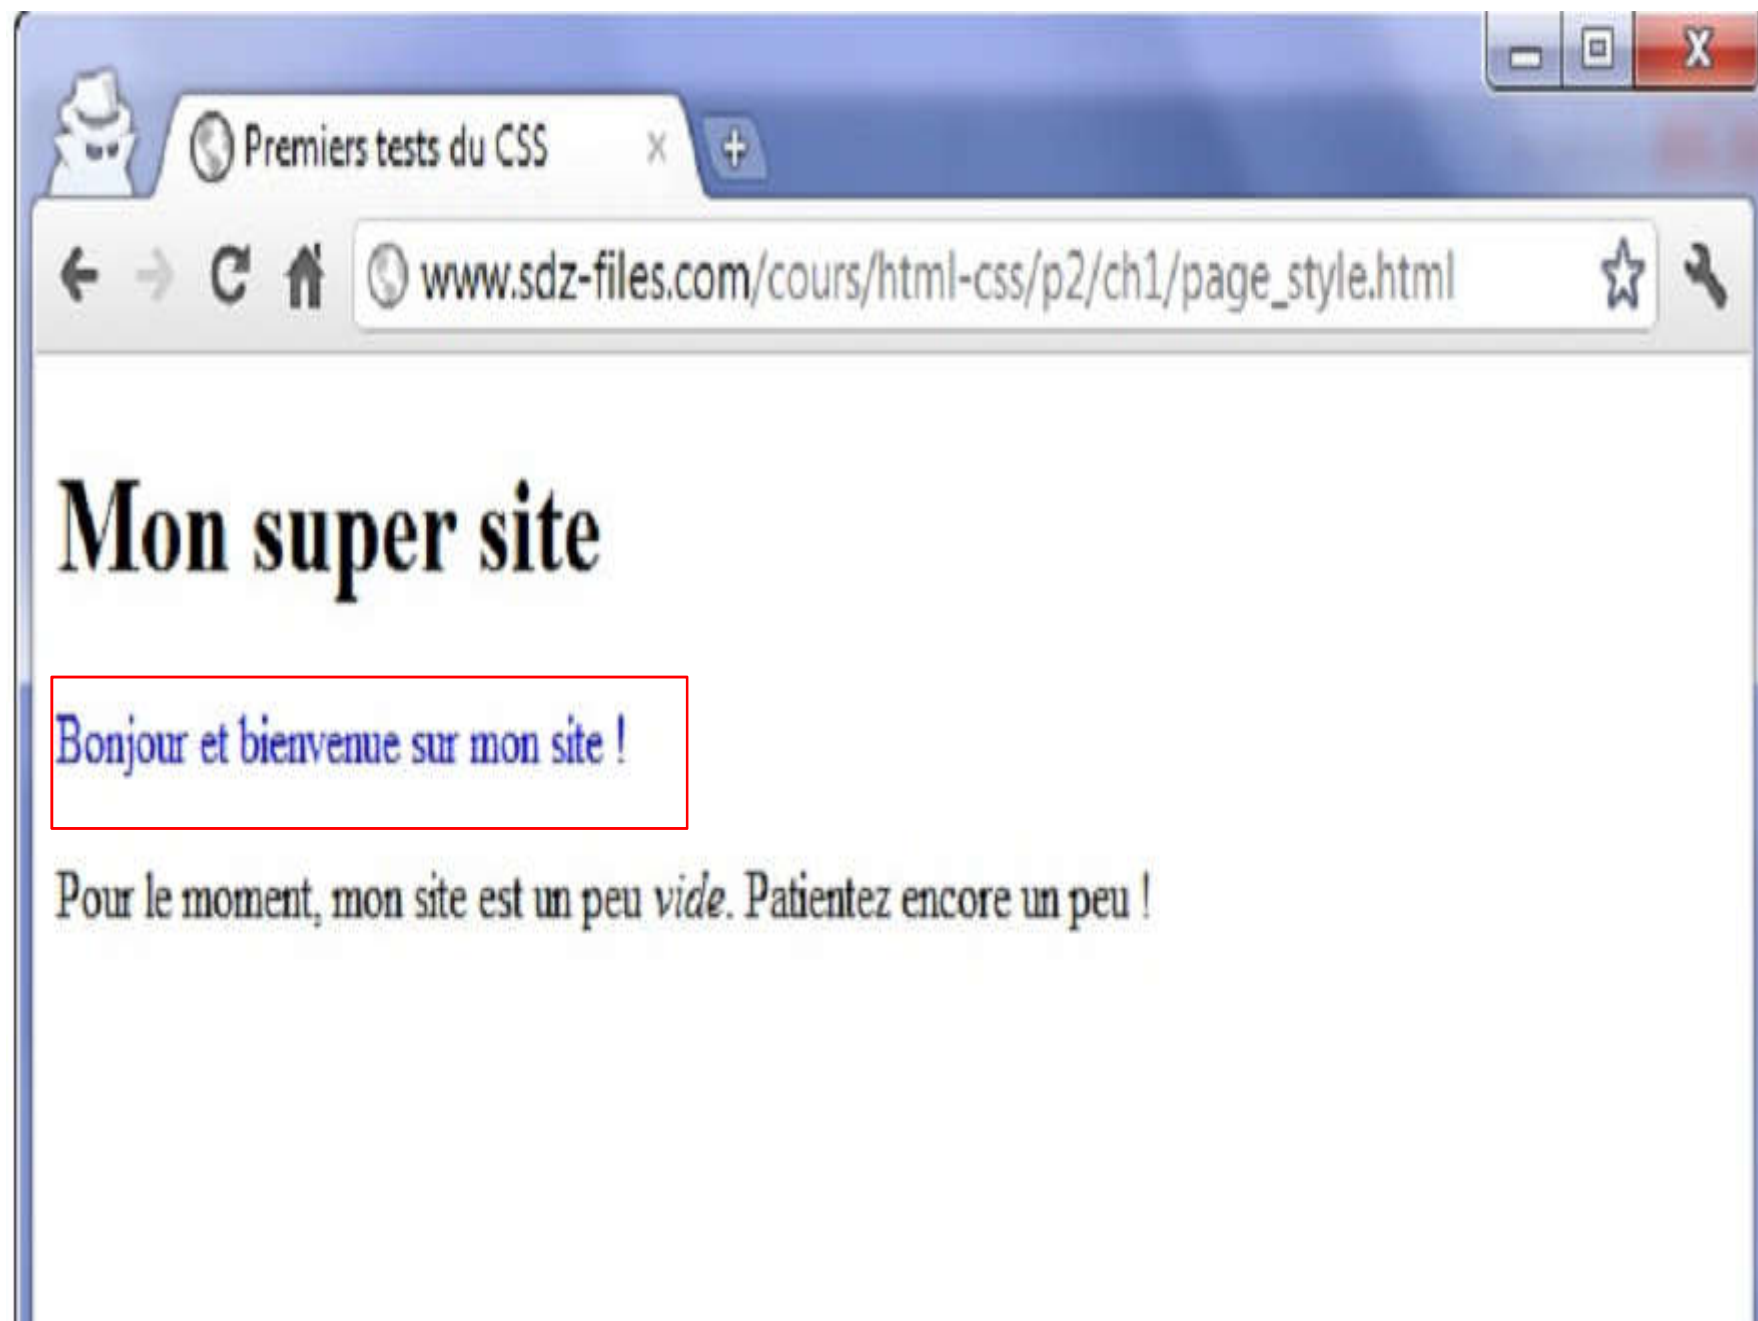 Premiers tests du CSS
www.sdz-files.com/cours/html-css/p2/ch1/page_style.html
Mon super site
Bonjour et bienvenue sur mon site !
Pour le moment, mon site est un peu vide. Patientez encore un peu !